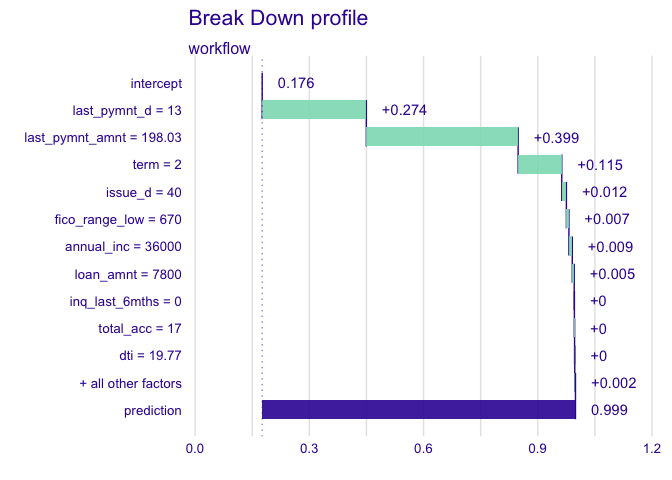 Break Down profile
workflow
intercept 0.176
last_pymnt_d = 13 +0.274
last_pymnt_amnt = 198.03 +0.399
term = 2 +0.115
issue_d = 40 +0.012
fico_range_low = 670 +0.007
annual_inc = 36000 +0.009
loan_amnt = 7800 +0.005
inq_last_6mths = 0 +0
total_acc = 17 +0
dti = 19.77 +0
+ all other factors +0.002
prediction 0.999
0.0 0.3 0.6 0.9 1.2